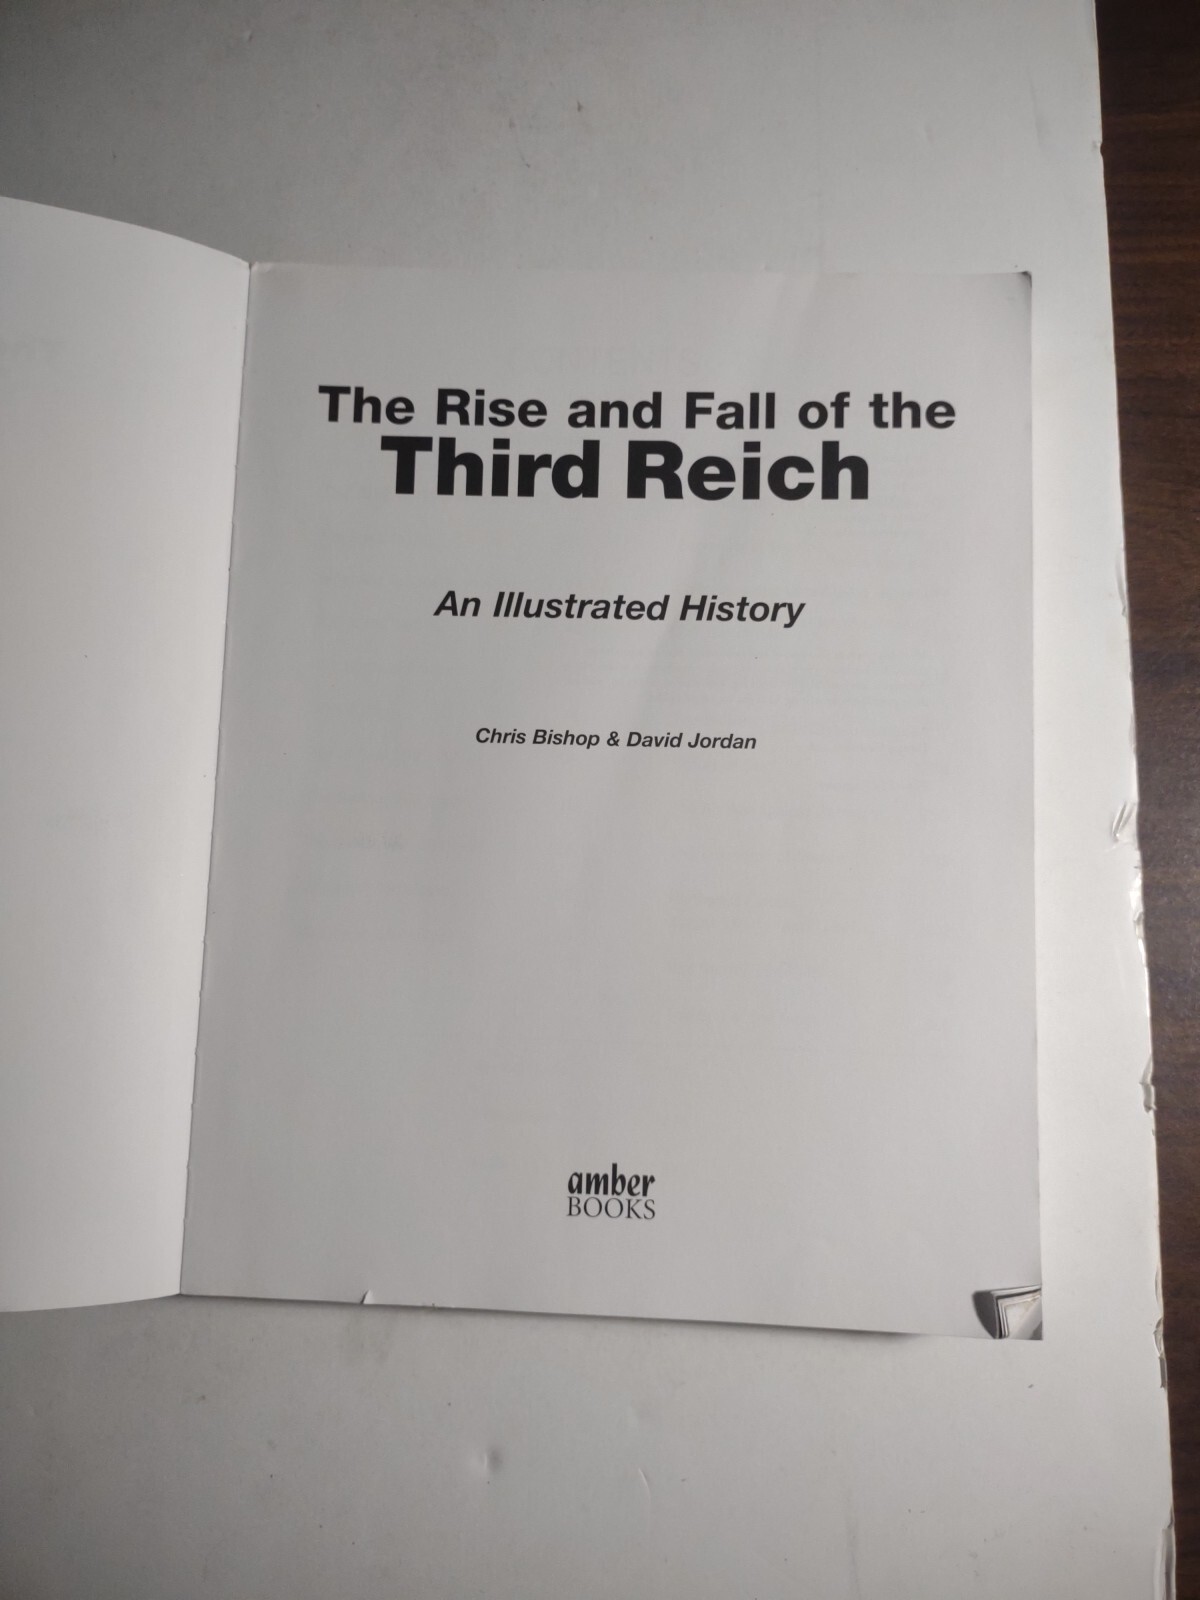 The Rise and Fall of the
Third Reich
An Illustrated History
Chris Bishop & David Jordan
amber
BOOKS